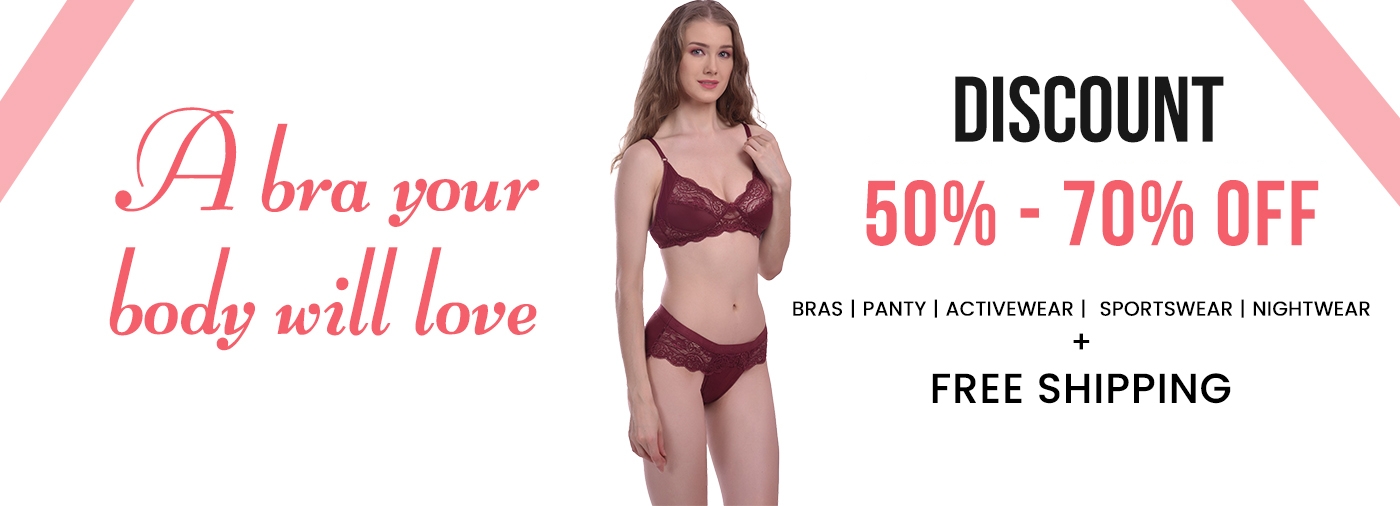 A bra your
body will love
DISCOUNT
50% - 70% OFF
BRAS | PANTY | ACTIVEWEAR | SPORTSWEAR | NIGHTWEAR
+
FREE SHIPPING